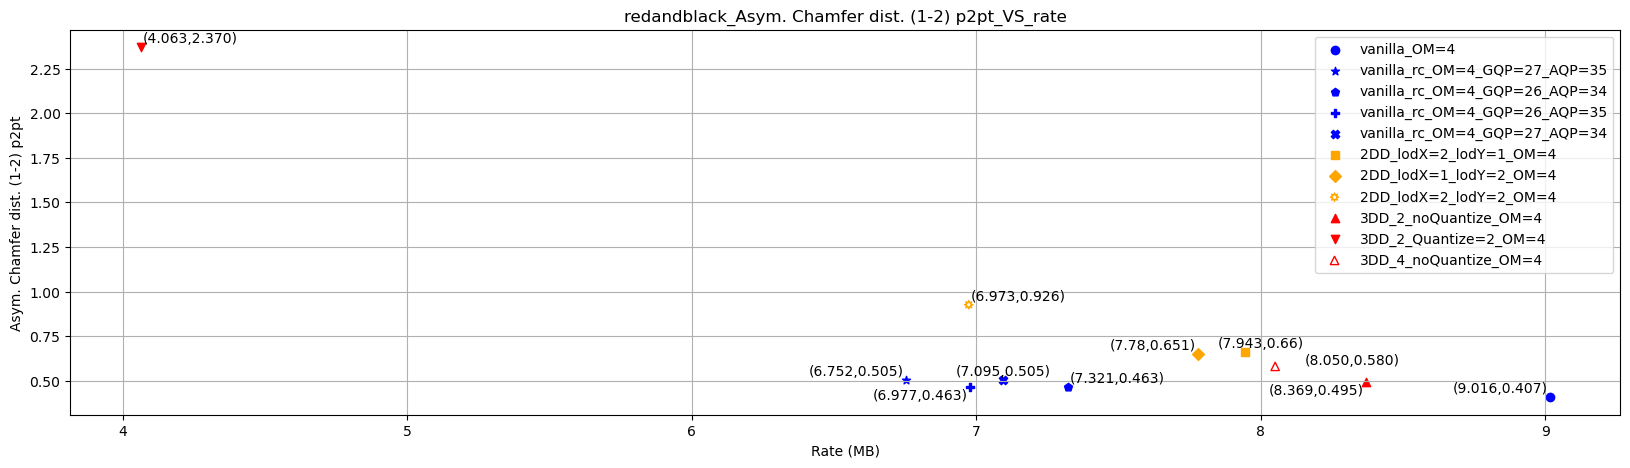 redandblack_Asym. Chamfer dist. (1-2) p2pt_VS_rate
(4.063,2.370)
vanilla_OM=4
vanilla_rc_OM=4_GQP=27_AQP=35
vanilla_rc_OM=4_GQP=26_AQP=34
vanilla_rc_OM=4_GQP=26_AQP=35
vanilla_rc_OM=4_GQP=27_AQP=34
2DD_lodX=2_lodY=1_OM=4
2DD_lodX=1_lodY=2_OM=4
2DD_lodX=2_lodY=2_OM=4
3DD_2_noQuantize_OM=4
3DD_2_Quantize=2_OM=4
3DD_4_noQuantize_OM=4
Asym. Chamfer dist. (1-2) p2pt
2.25
2.00
1.75
1.50
1.25
1.00
0.75
0.50
(6.973,0.926)
(7.78,0.651)
(7.943,0.66)
(8.050,0.580)
(6.752,0.505)
(7.095,0.505)
(7.321,0.463)
(6.977,0.463)
(8.369,0.495)
(9.016,0.407)
4
5
6
7
8
9
Rate (MB)